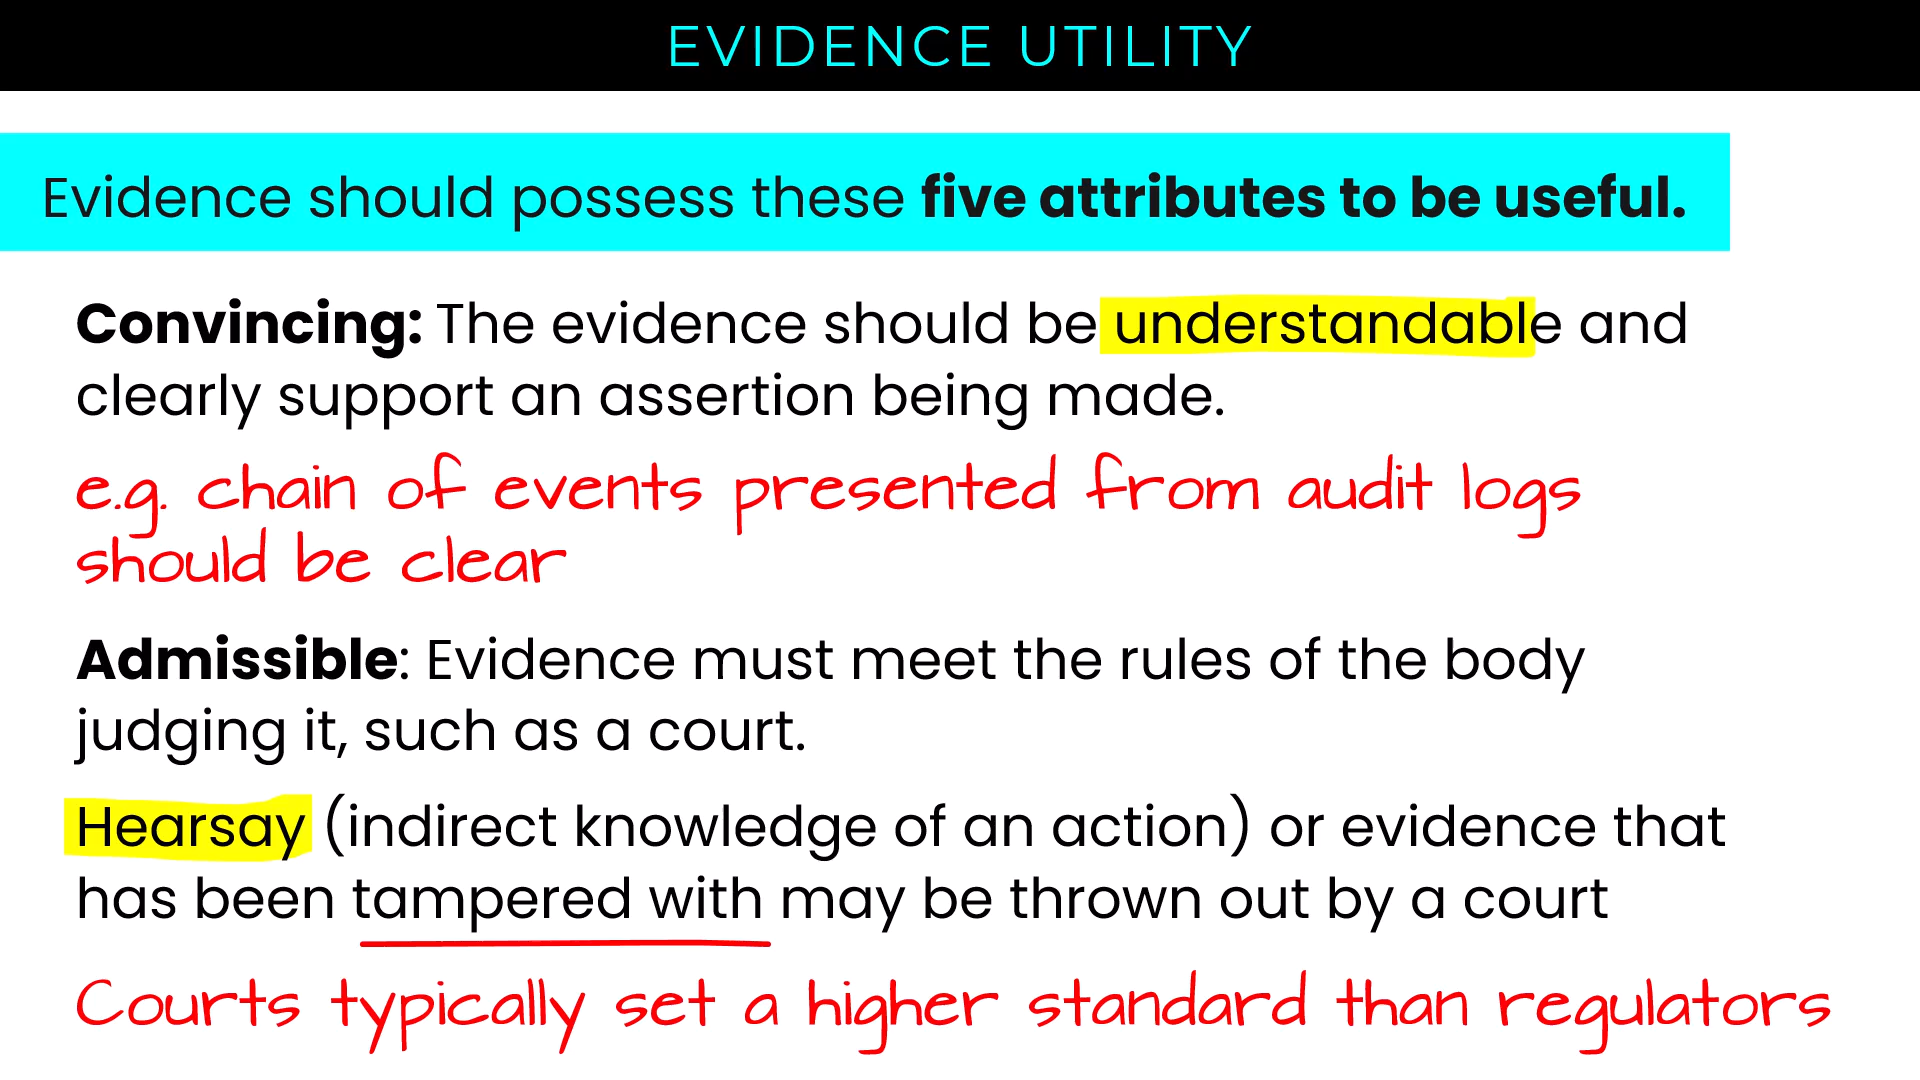 EVIDENCE UTILITY
Evidence should possess these five attributes to be useful.
Convincing: The evidence should be understandable and
clearly support an assertion being made.
e.g. chain of events presented from audit logs
should be clear
Admissible: Evidence must meet the rules of the body
judging it, such as a court.
Hearsay (indirect knowledge of an action) or evidence that
has been tampered with may be thrown out by a court
Courts typically set a higher standard than regulators